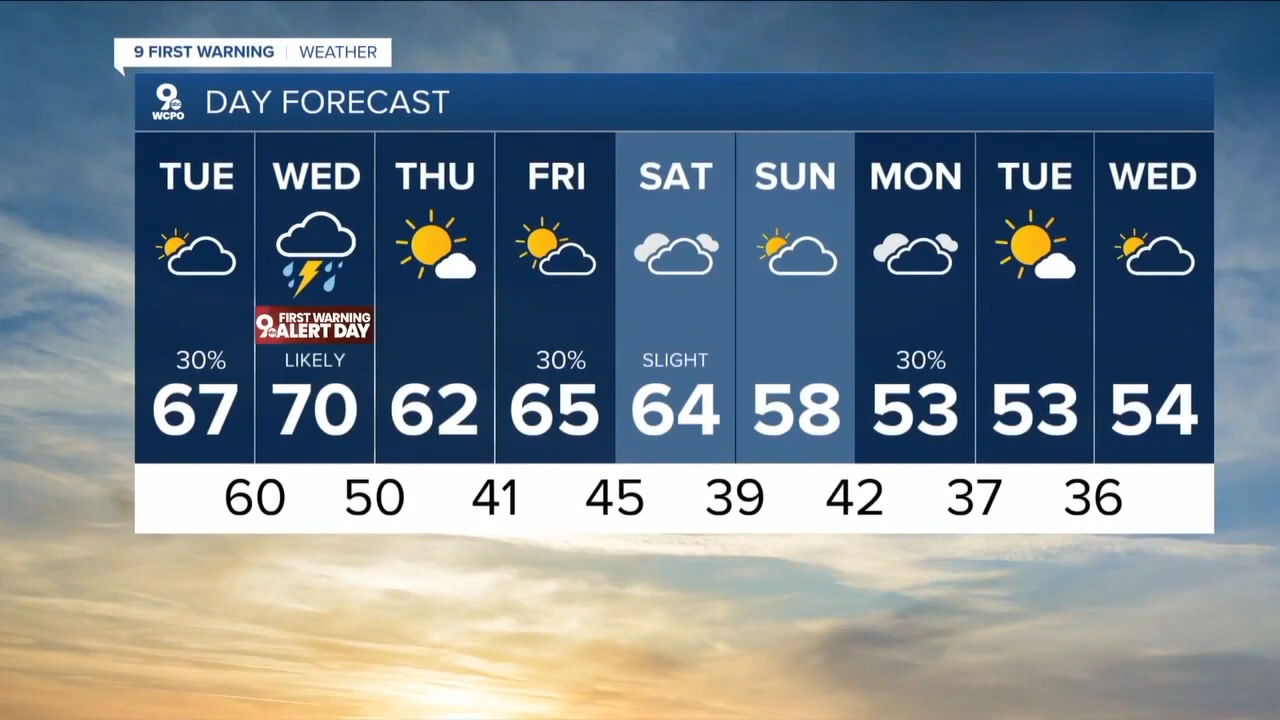 9 FIRST WARNING | WEATHER
9 abc WCPO DAY FORECAST
TUE WED THU FRI SAT SUN MON TUE WED
9 abc FIRST WARNING
ALERT DAY
30% LIKELY 30% SLIGHT 30%
67 70 62 65 64 58 53 53 54
60 50 41 45 39 42 37 36